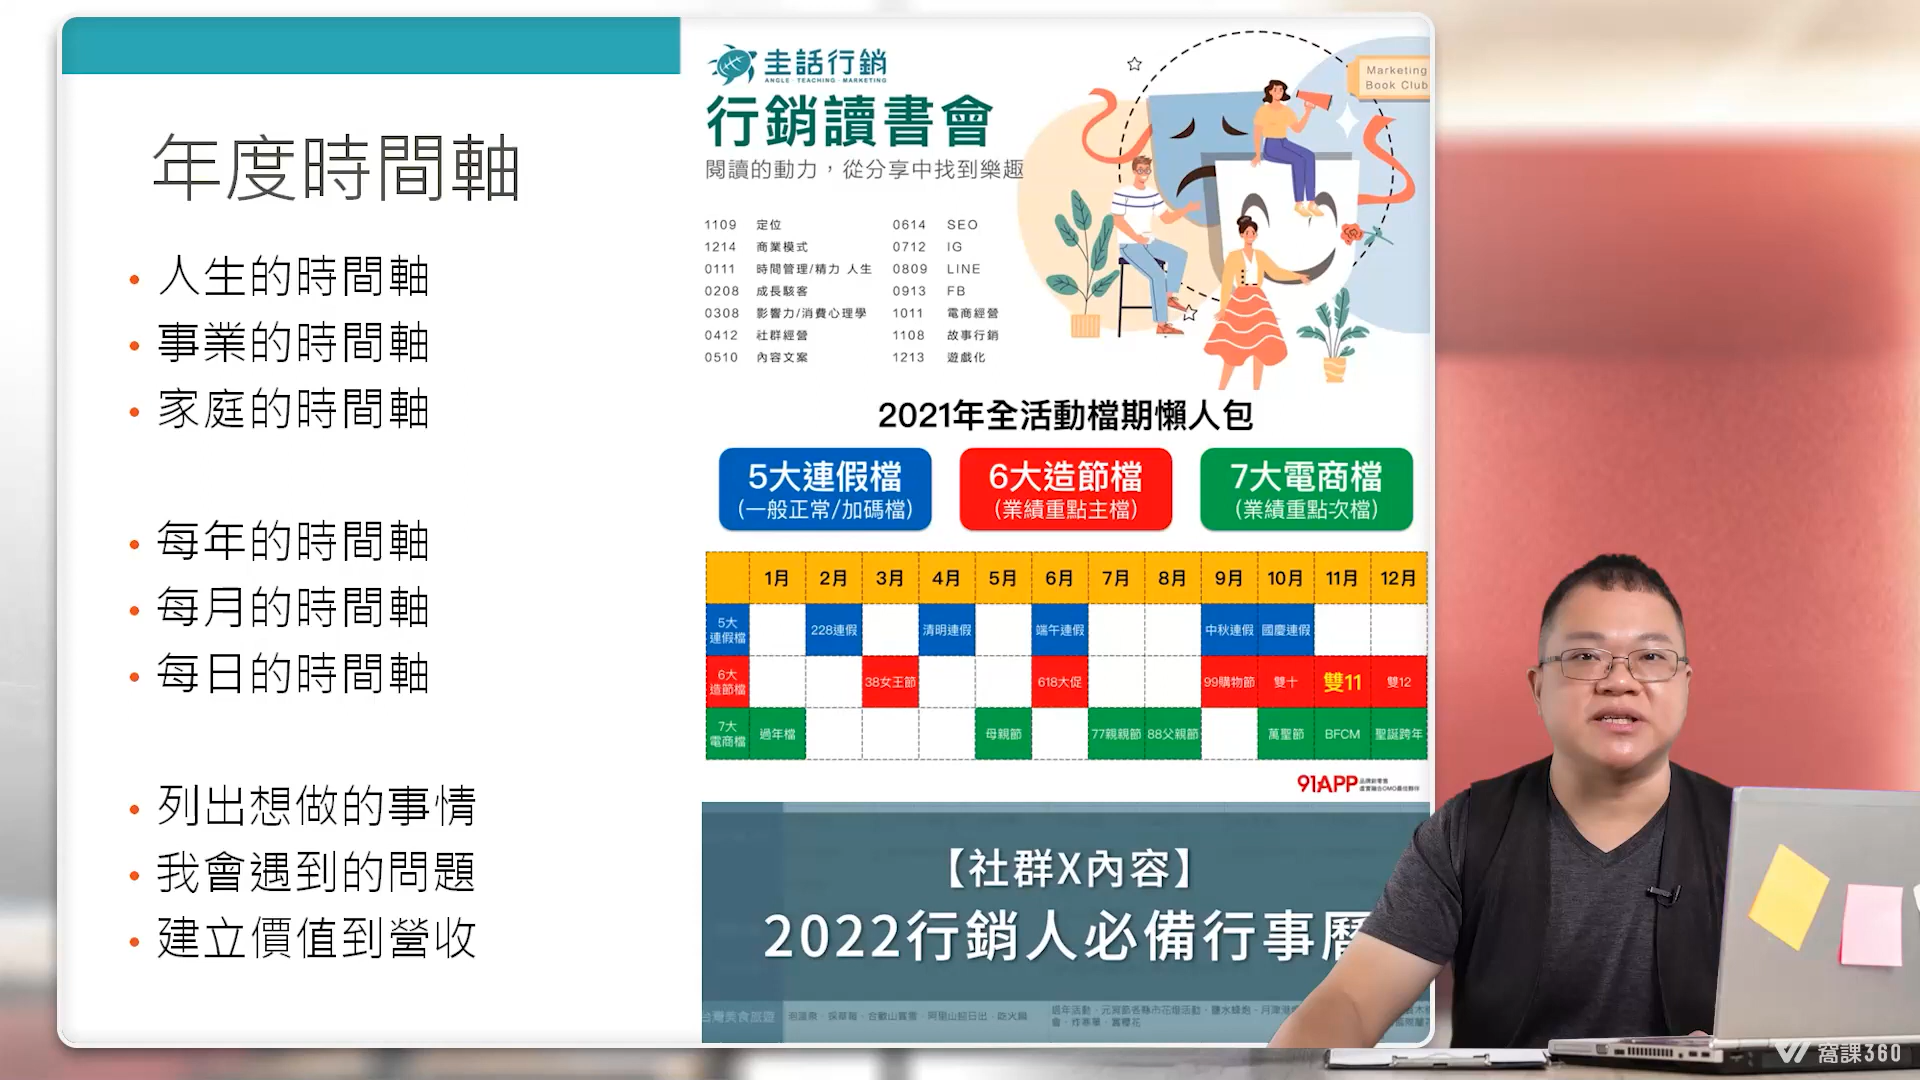 年度時間軸
人生的時間軸
事業的時間軸
家庭的時間軸
每年的時間軸
每月的時間軸
每日的時間軸
列出想做的事情
我會遇到的問題
建立價值到營收
圭話行銷
ANGLE · TEACHING · MARKETING
行銷讀書會
閱讀的動力，從分享中找到樂趣
Marketing
Book Club
1109 定位
1214 商業模式
0111 時間管理/精力 人生
0208 成長駭客
0308 影響力/消費心理學
0412 社群經營
0510 內容文案
0614 SEO
0712 IG
0809 LINE
0913 FB
1011 電商經營
1108 故事行銷
1213 遊戲化
2021年全活動檔期懶人包
5大連假檔
(一般正常/加碼檔)
6大造節檔
(業績重點主檔)
7大電商檔
(業績重點次檔)
1月 2月 3月 4月 5月 6月 7月 8月 9月 10月 11月 12月
5大
連假檔
228連假 清明連假 端午連假 中秋連假 國慶連假
6大
造節檔
38女王節 618大促 99購物節 雙十 雙11 雙12
7大
電商檔
過年檔 母親節 77親親節 88父親節 萬聖節 BFCM 聖誕跨年
91APP
【社群X內容】
2022行銷人必備行事曆
台灣美食旅遊
窩課360